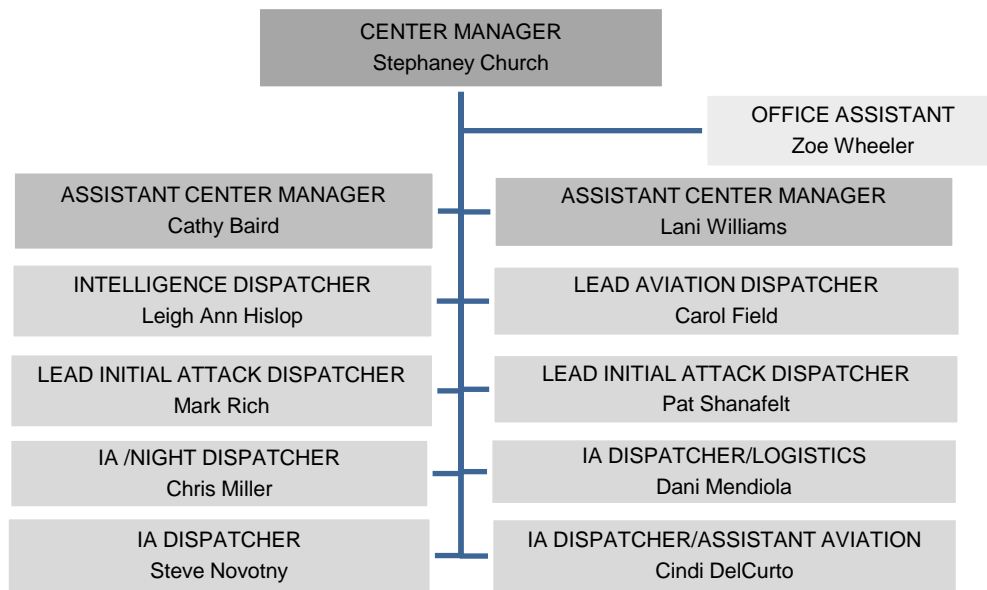 CENTER MANAGER
Stephaney Church
OFFICE ASSISTANT
Zoe Wheeler
ASSISTANT CENTER MANAGER
Cathy Baird
ASSISTANT CENTER MANAGER
Lani Williams
INTELLIGENCE DISPATCHER
Leigh Ann Hislop
LEAD AVIATION DISPATCHER
Carol Field
LEAD INITIAL ATTACK DISPATCHER
Mark Rich
LEAD INITIAL ATTACK DISPATCHER
Pat Shanafelt
IA /NIGHT DISPATCHER
Chris Miller
IA DISPATCHER/LOGISTICS
Dani Mendiola
IA DISPATCHER
Steve Novotny
IA DISPATCHER/ASSISTANT AVIATION
Cindi DelCurto